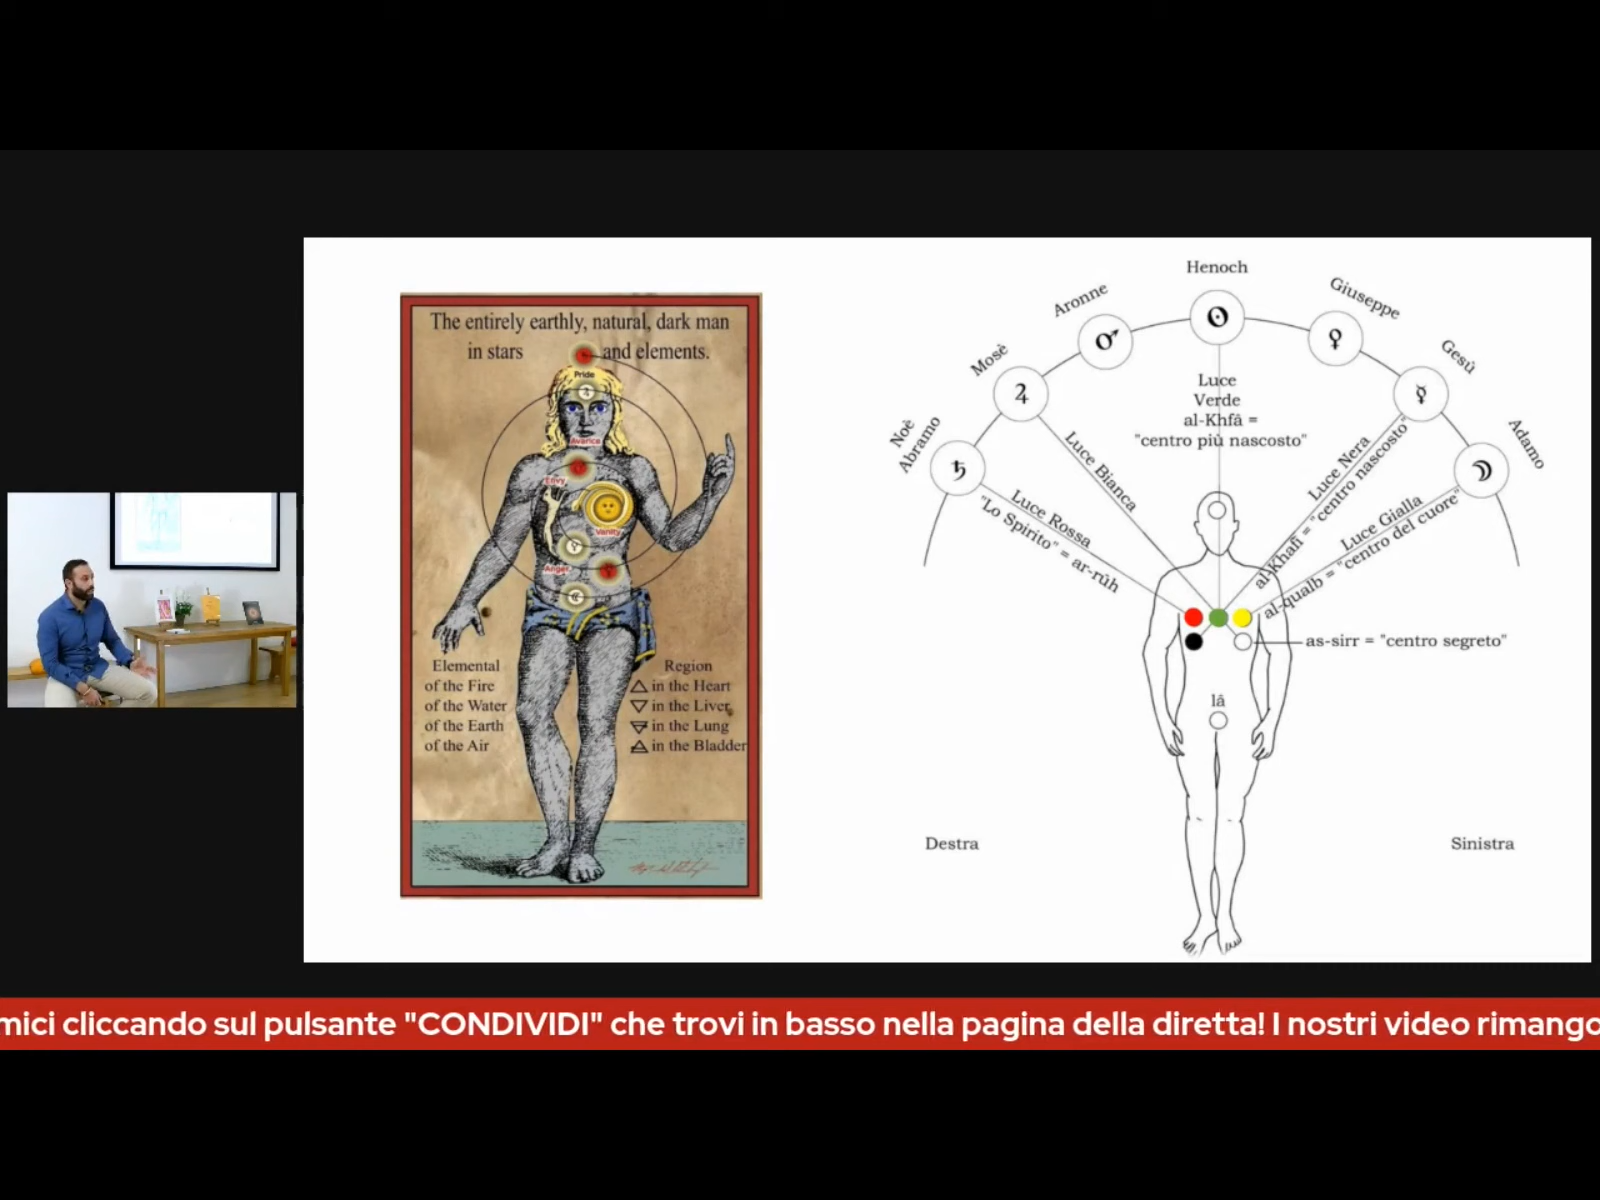 The entirely earthly, natural, dark man
in stars and elements.
Pride
Avarice
Envy
Vanity
Anger
Elemental
of the Fire
of the Water
of the Earth
of the Air
Region
in the Heart
in the Liver
in the Lung
in the Bladder
Henoch
Aronne
Giuseppe
Mosè
Gesù
Noè
Abramo
Adamo
Luce
Verde
al-Khfâ =
"centro più nascosto"
Luce Bianca
Luce Nera
al-Khafi = "centro nascosto"
Luce Rossa
"Lo Spirito" = ar-rûh
Luce Gialla
al-qualb = "centro del cuore"
as-sirr = "centro segreto"
lâ
Destra
Sinistra
mici cliccando sul pulsante "CONDIVIDI" che trovi in basso nella pagina della diretta! I nostri video rimango